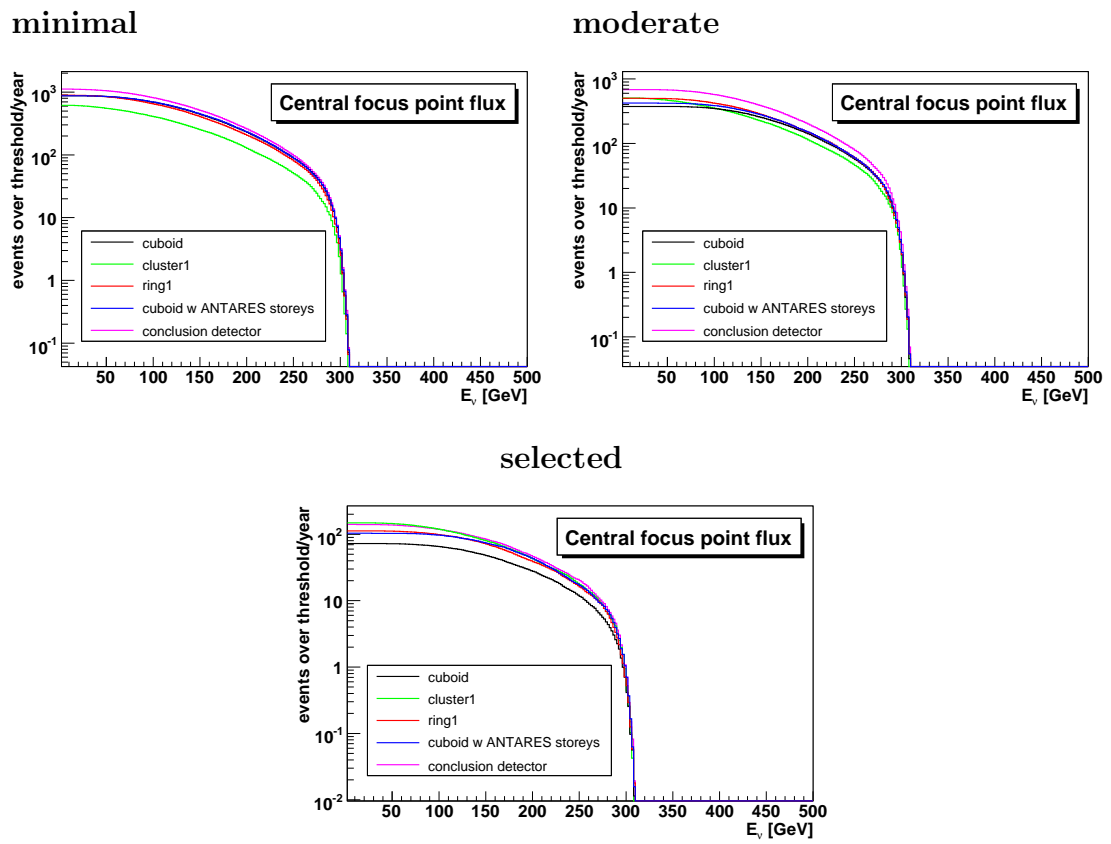 minimal
events over threshold/year
10³
10²
10
1
10⁻¹
Central focus point flux
cuboid
cluster1
ring1
cuboid w ANTARES storeys
conclusion detector
50 100 150 200 250 300 350 400 450 500
Eν [GeV]
moderate
events over threshold/year
10³
10²
10
1
10⁻¹
Central focus point flux
cuboid
cluster1
ring1
cuboid w ANTARES storeys
conclusion detector
50 100 150 200 250 300 350 400 450 500
Eν [GeV]
selected
events over threshold/year
10²
10
1
10⁻¹
10⁻²
Central focus point flux
cuboid
cluster1
ring1
cuboid w ANTARES storeys
conclusion detector
50 100 150 200 250 300 350 400 450 500
Eν [GeV]